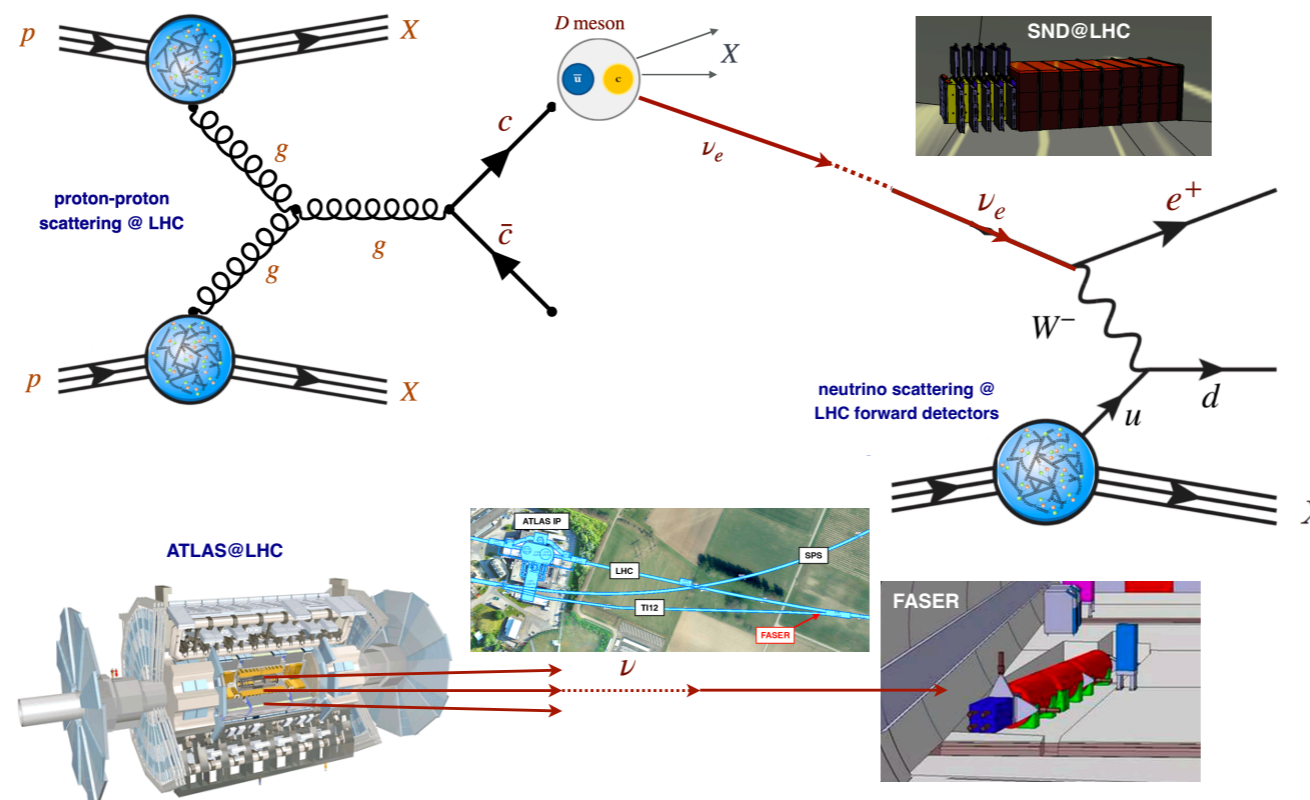 p
X
D meson
ū
c
X
SND@LHC
g
c
ν_e
proton-proton
scattering @ LHC
g
c̄
g
ν_e
e⁺
W⁻
p
X
neutrino scattering @
LHC forward detectors
u
d
X
ATLAS@LHC
ATLAS IP
SPS
LHC
TI12
FASER
FASER
ν